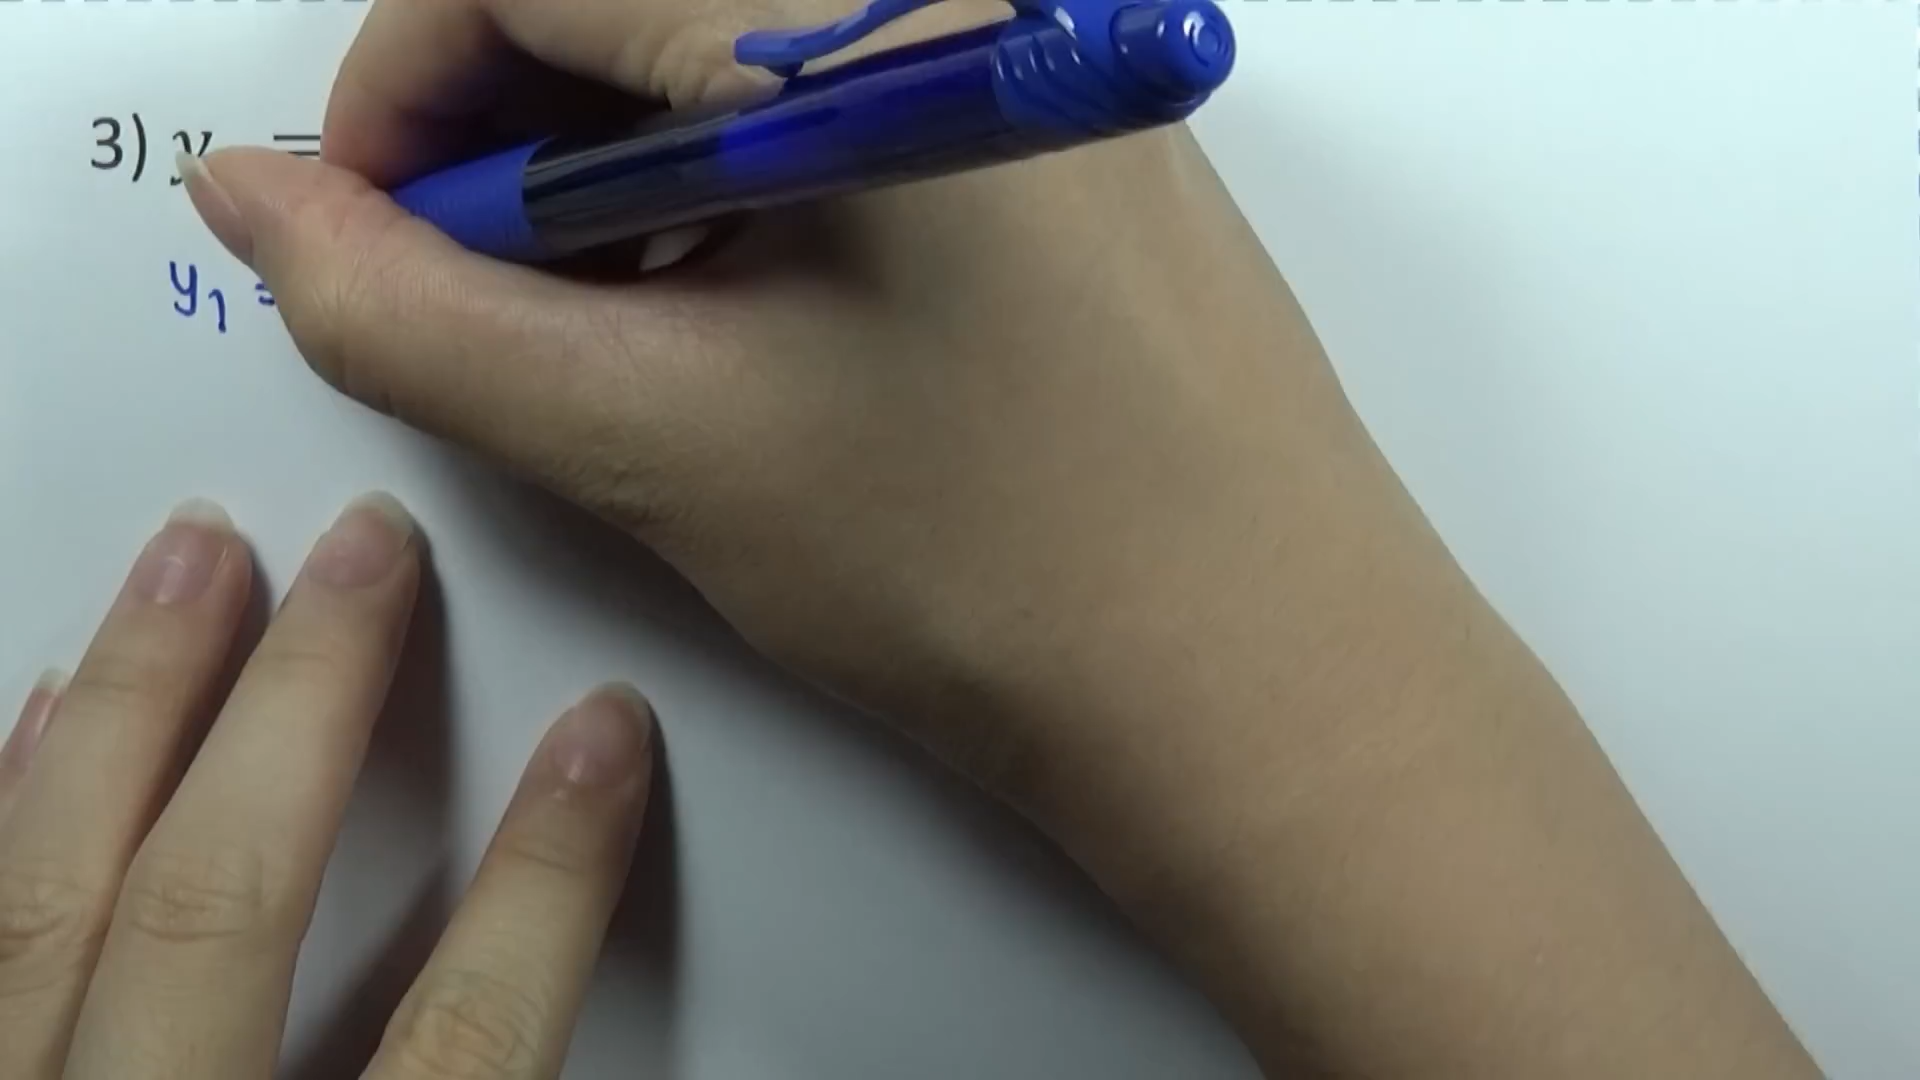 3) y =
y₁ =